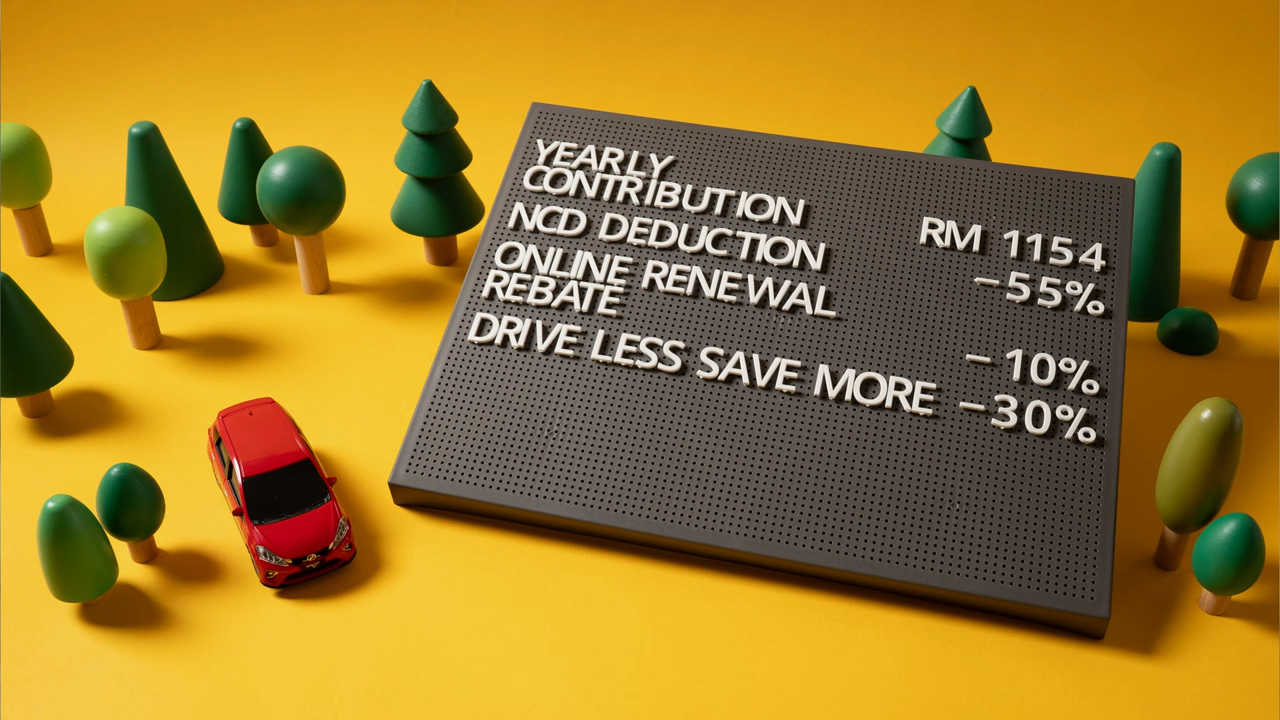 YEARLY
CONTRIBUTION RM 1154
NCD DEDUCTION -55%
ONLINE RENEWAL
REBATE -10%
DRIVE LESS SAVE MORE -30%